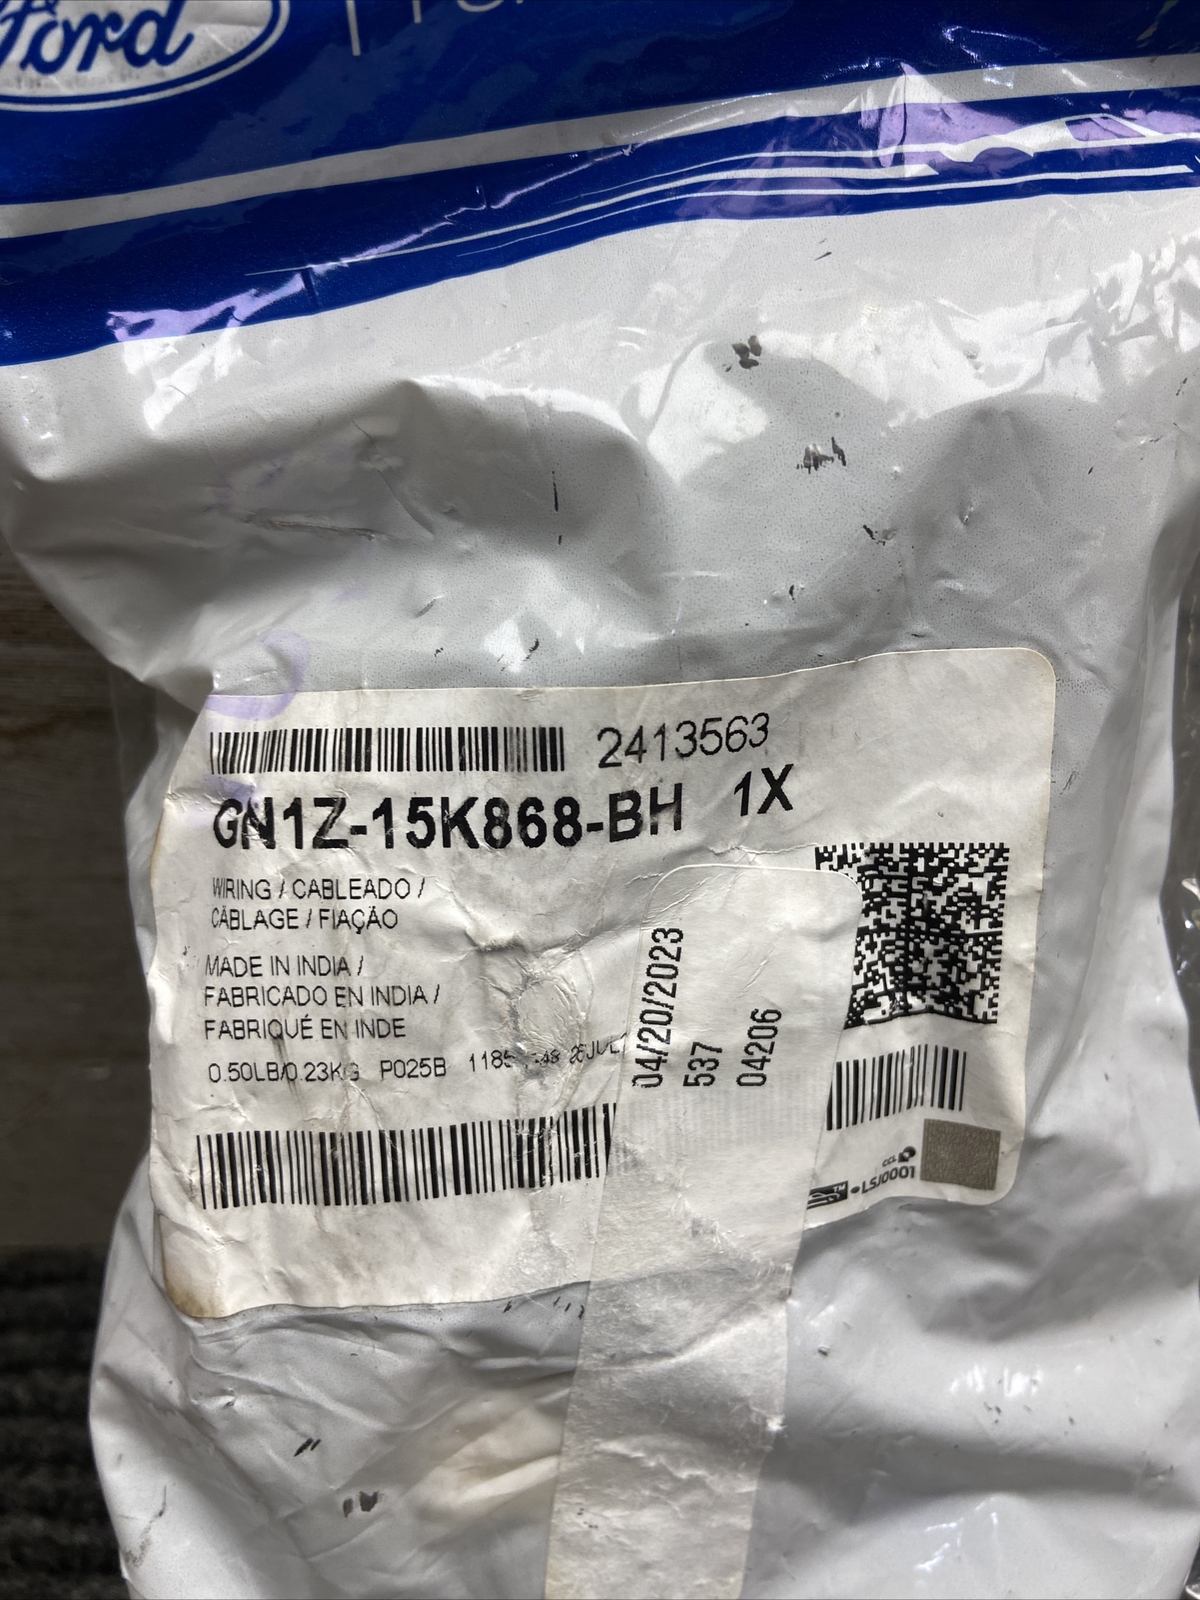 Ford
2413563
GN1Z-15K868-BH 1X
WIRING / CABLEADO /
CÂBLAGE / FIAÇÃO
MADE IN INDIA /
FABRICADO EN INDIA /
FABRIQUÉ EN INDE
0.50LB/0.23KG P025B
04/20/2023
537
04206
CCL
LSJ0001